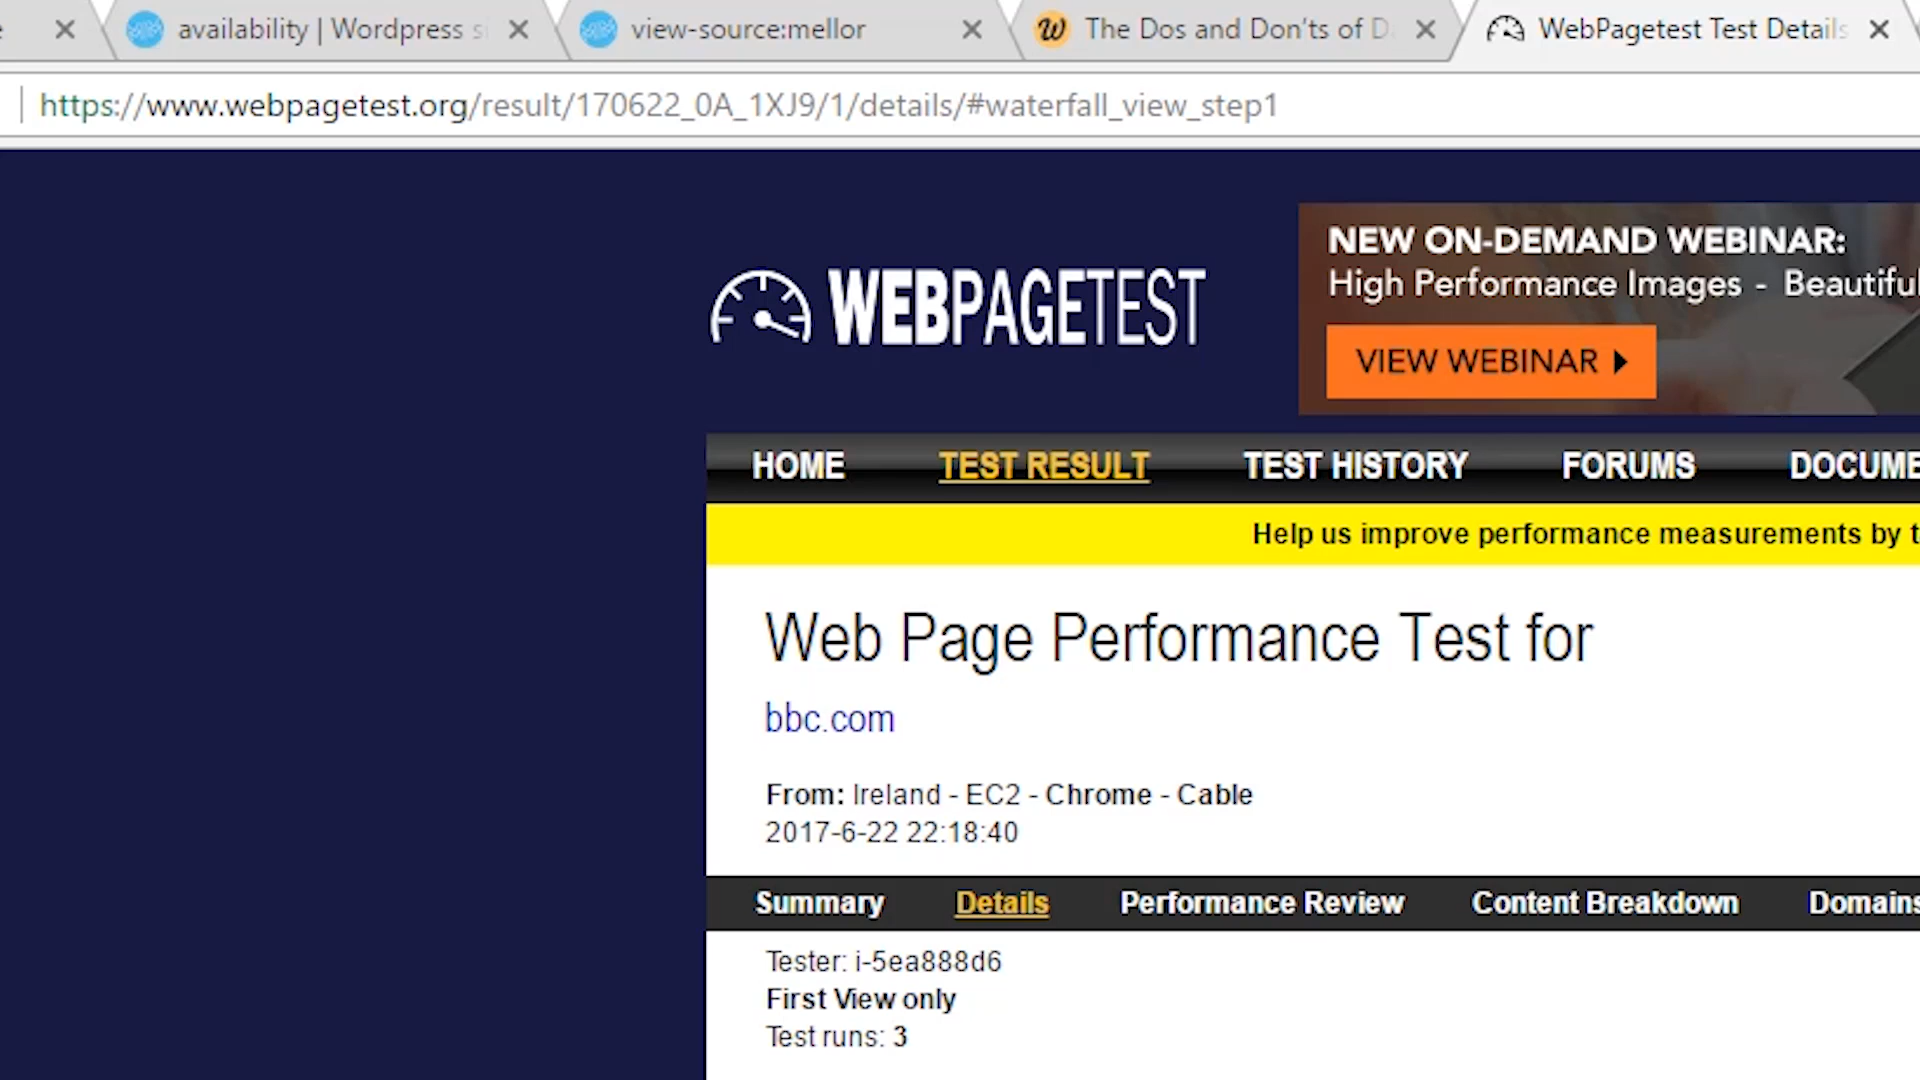 availability | Wordpress s
view-source:mellor
The Dos and Don'ts of D
WebPagetest Test Details
https://www.webpagetest.org/result/170622_0A_1XJ9/1/details/#waterfall_view_step1
WEBPAGETEST
NEW ON-DEMAND WEBINAR:
High Performance Images - Beautiful
VIEW WEBINAR
HOME TEST RESULT TEST HISTORY FORUMS DOCUME
Help us improve performance measurements by t
Web Page Performance Test for
bbc.com
From: Ireland - EC2 - Chrome - Cable
2017-6-22 22:18:40
Summary Details Performance Review Content Breakdown Domains
Tester: i-5ea888d6
First View only
Test runs: 3